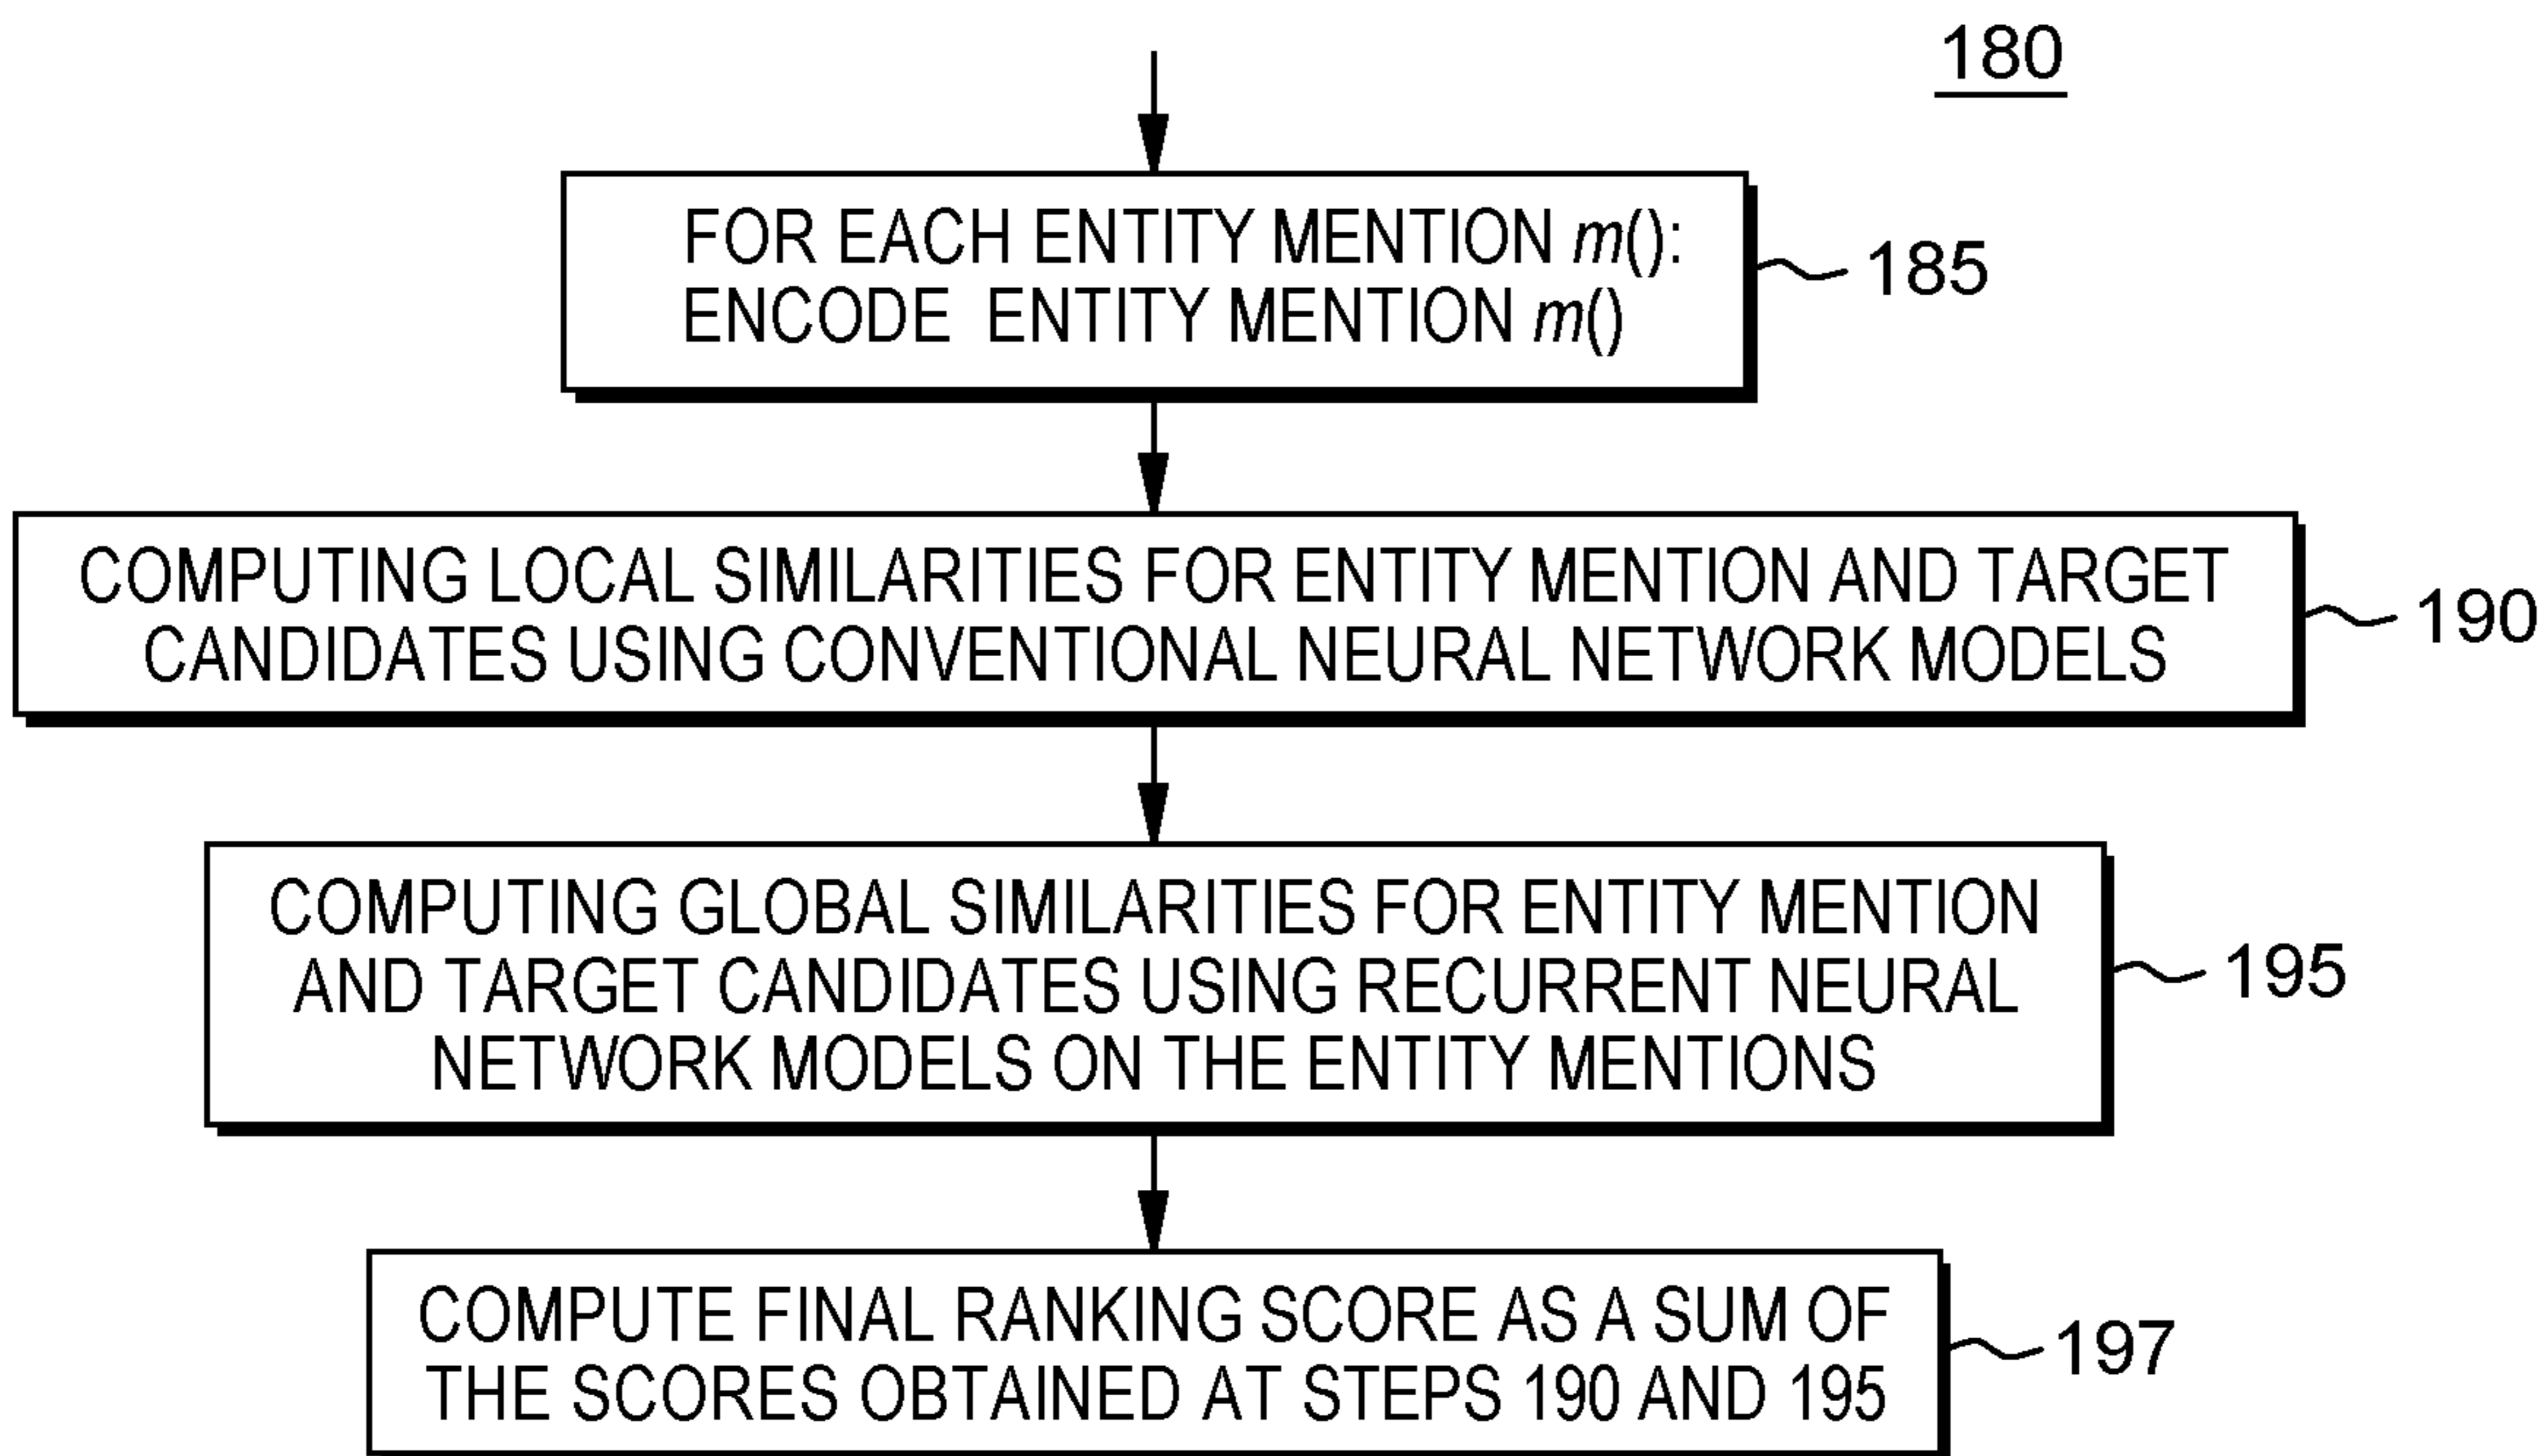 180
FOR EACH ENTITY MENTION m():
ENCODE ENTITY MENTION m()
185
COMPUTING LOCAL SIMILARITIES FOR ENTITY MENTION AND TARGET
CANDIDATES USING CONVENTIONAL NEURAL NETWORK MODELS
190
COMPUTING GLOBAL SIMILARITIES FOR ENTITY MENTION
AND TARGET CANDIDATES USING RECURRENT NEURAL
NETWORK MODELS ON THE ENTITY MENTIONS
195
COMPUTE FINAL RANKING SCORE AS A SUM OF
THE SCORES OBTAINED AT STEPS 190 AND 195
197